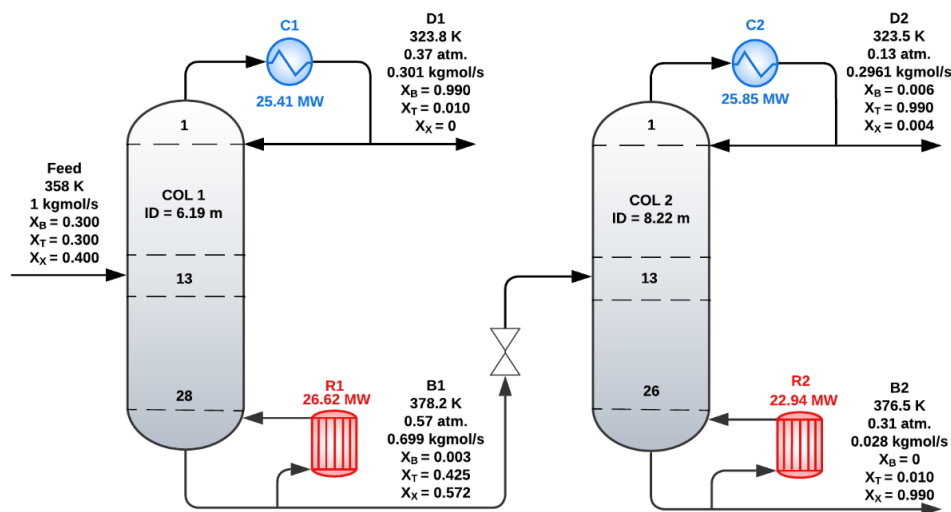 C1
25.41 MW
D1
323.8 K
0.37 atm.
0.301 kgmol/s
X_B = 0.990
X_T = 0.010
X_X = 0
Feed
358 K
1 kgmol/s
X_B = 0.300
X_T = 0.300
X_X = 0.400
1
COL 1
ID = 6.19 m
13
28
R1
26.62 MW
B1
378.2 K
0.57 atm.
0.699 kgmol/s
X_B = 0.003
X_T = 0.425
X_X = 0.572
C2
25.85 MW
D2
323.5 K
0.13 atm.
0.2961 kgmol/s
X_B = 0.006
X_T = 0.990
X_X = 0.004
1
COL 2
ID = 8.22 m
13
26
R2
22.94 MW
B2
376.5 K
0.31 atm.
0.028 kgmol/s
X_B = 0
X_T = 0.010
X_X = 0.990